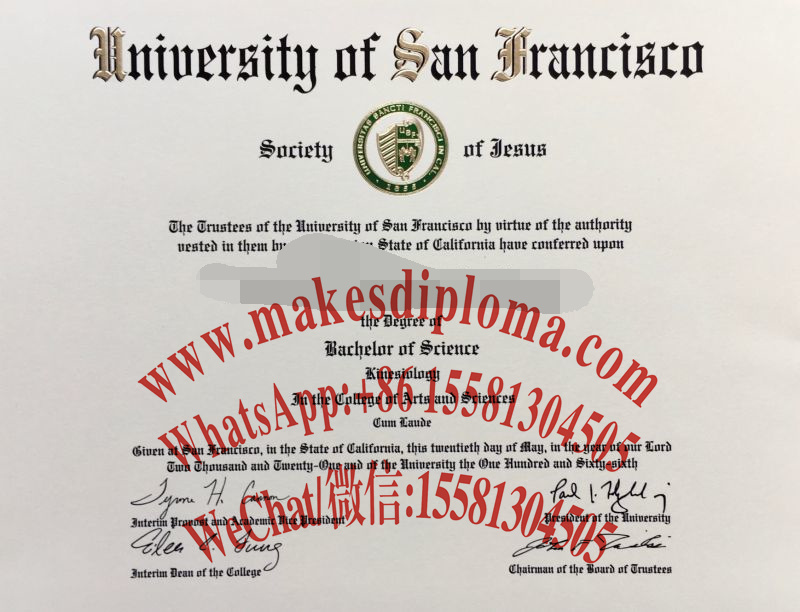 University of San Francisco
Society of Jesus
UNIVERSITAS SANCTI FRANCISCI IN CAL.
1855
The Trustees of the University of San Francisco by virtue of the authority
vested in them by State of California have conferred upon
www.makesdiploma.com
the Degree of
Bachelor of Science
Kinesiology
WhatsApp:+86 15581304505
In the College of Arts and Sciences
Cum Laude
Given at San Francisco, in the State of California, this twentieth day of May, in the year of our Lord
Two Thousand and Twenty-One and of the University the One Hundred and Sixty-sixth
WeChat/微信:15581304505
Interim Provost and Academic Vice President
President of the University
Interim Dean of the College
Chairman of the Board of Trustees